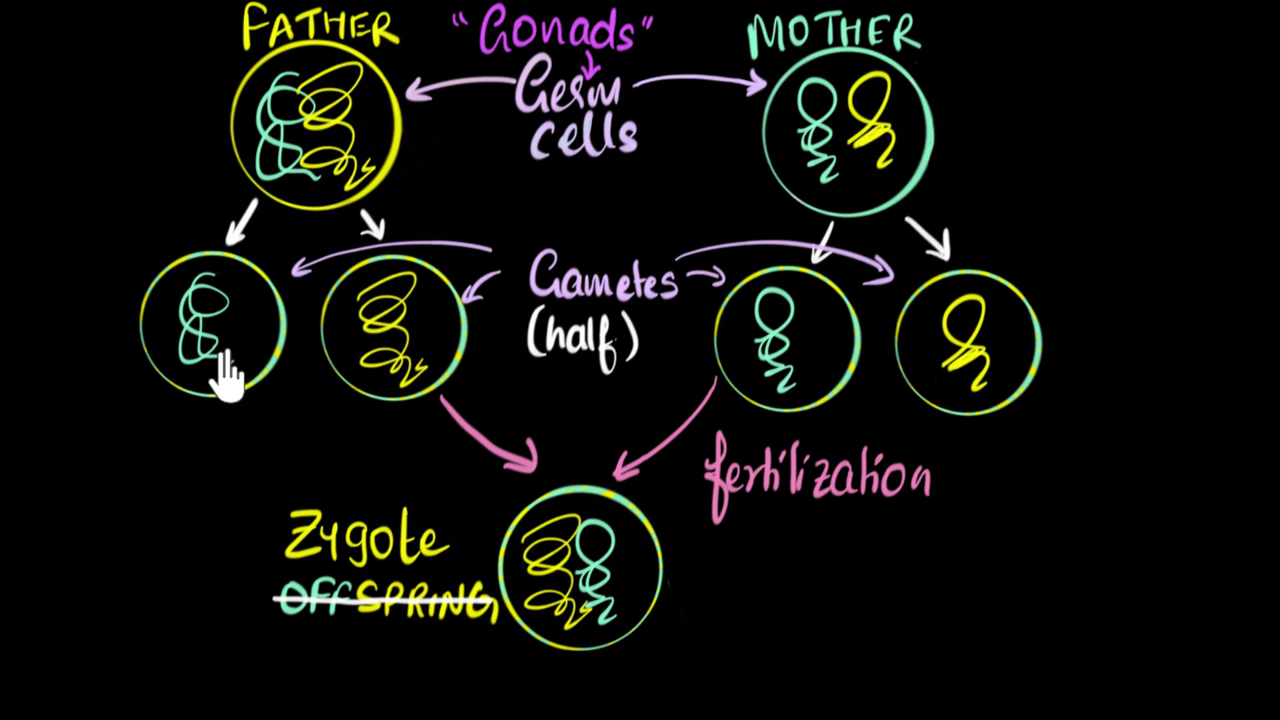 FATHER
"Gonads"
MOTHER
Germ
cells
Gametes
(half)
fertilization
Zygote
OFFSPRING